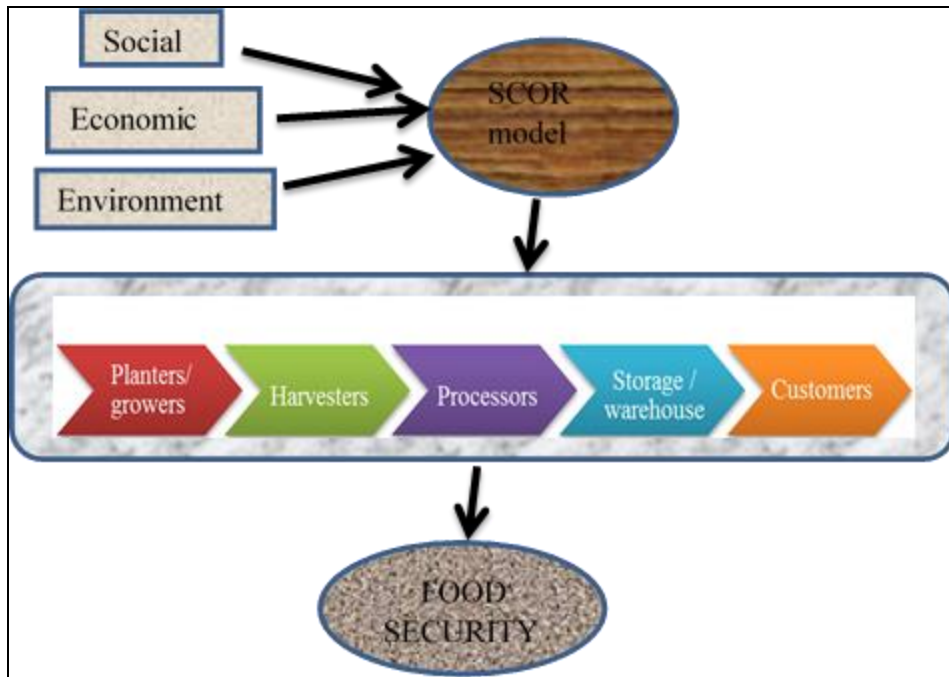 Social
Economic
Environment
SCOR
model
Planters/
growers
Harvesters
Processors
Storage /
warehouse
Customers
FOOD
SECURITY